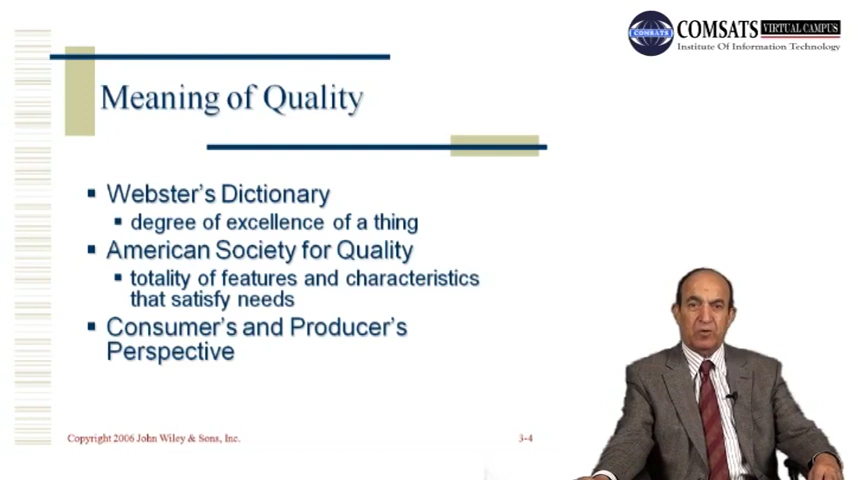 COMSATS VIRTUAL CAMPUS
COMSATS
Institute Of Information Technology
Meaning of Quality
▪ Webster's Dictionary
▪ degree of excellence of a thing
▪ American Society for Quality
▪ totality of features and characteristics
that satisfy needs
▪ Consumer's and Producer's
Perspective
Copyright 2006 John Wiley & Sons, Inc.
3-4